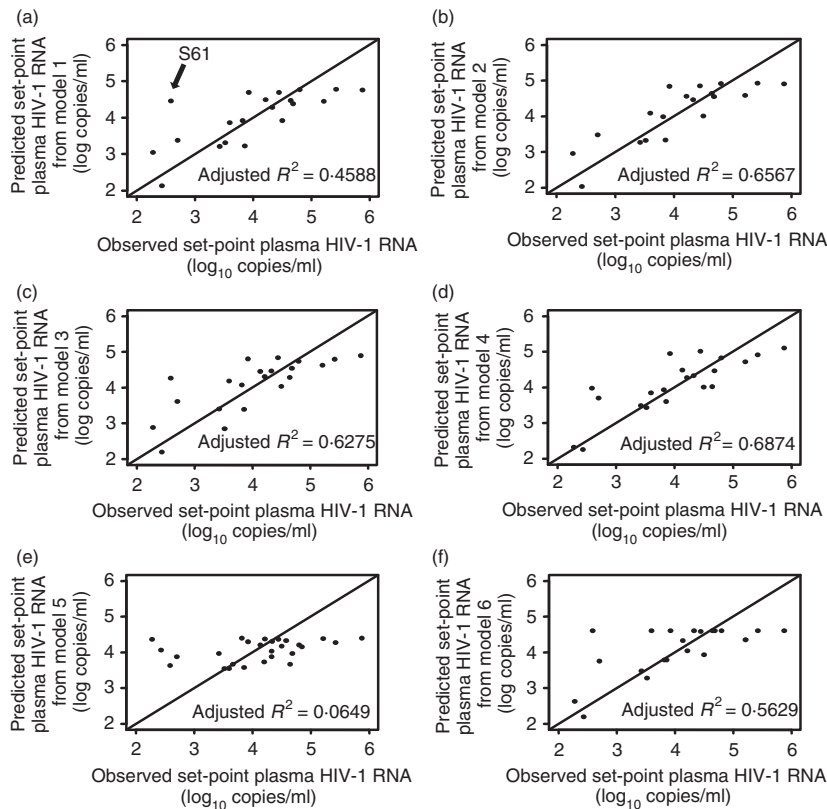 (a)
Predicted set-point
plasma HIV-1 RNA
from model 1
(log copies/ml)
6
5
4
3
2
S61
Adjusted R² = 0·4588
2 3 4 5 6
Observed set-point plasma HIV-1 RNA
(log₁₀ copies/ml)
(b)
Predicted set-point
plasma HIV-1 RNA
from model 2
(log copies/ml)
6
5
4
3
2
Adjusted R² = 0·6567
2 3 4 5 6
Observed set-point plasma HIV-1 RNA
(log₁₀ copies/ml)
(c)
Predicted set-point
plasma HIV-1 RNA
from model 3
(log copies/ml)
6
5
4
3
2
Adjusted R² = 0·6275
2 3 4 5 6
Observed set-point plasma HIV-1 RNA
(log₁₀ copies/ml)
(d)
Predicted set-point
plasma HIV-1 RNA
from model 4
(log copies/ml)
6
5
4
3
2
Adjusted R² = 0·6874
2 3 4 5 6
Observed set-point plasma HIV-1 RNA
(log₁₀ copies/ml)
(e)
Predicted set-point
plasma HIV-1 RNA
from model 5
(log copies/ml)
6
5
4
3
2
Adjusted R² = 0·0649
2 3 4 5 6
Observed set-point plasma HIV-1 RNA
(log₁₀ copies/ml)
(f)
Predicted set-point
plasma HIV-1 RNA
from model 6
(log copies/ml)
6
5
4
3
2
Adjusted R² = 0·5629
2 3 4 5 6
Observed set-point plasma HIV-1 RNA
(log₁₀ copies/ml)